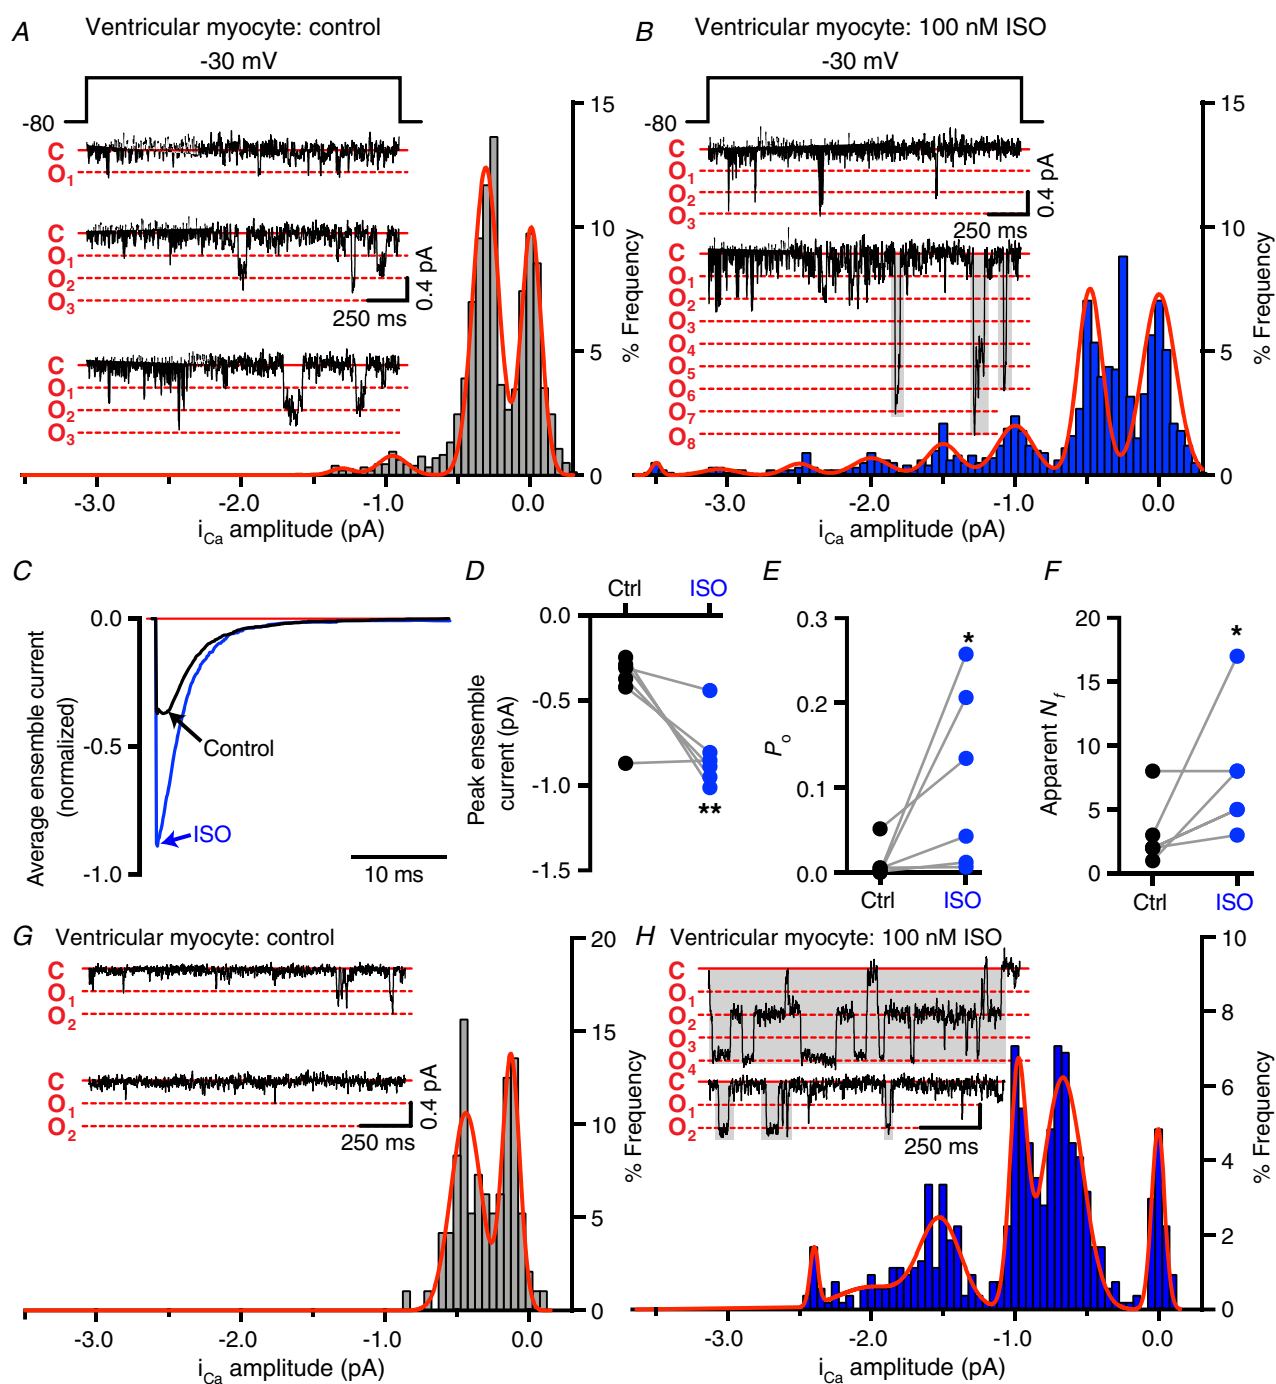 A Ventricular myocyte: control
-30 mV
-80
C
O1
C
O1
O2
O3
0.4 pA
250 ms
C
O1
O2
O3
15
10
5
0
% Frequency
-3.0 -2.0 -1.0 0.0
iCa amplitude (pA)
B Ventricular myocyte: 100 nM ISO
-30 mV
-80
C
O1
O2
O3
0.4 pA
250 ms
C
O1
O2
O3
O4
O5
O6
O7
O8
15
10
5
0
% Frequency
-3.0 -2.0 -1.0 0.0
iCa amplitude (pA)
C
Average ensemble current
(normalized)
0.0
-0.5
-1.0
Control
ISO
10 ms
D
Ctrl ISO
Peak ensemble
current (pA)
0.0
-0.5
-1.0
-1.5
**
E
Po
0.3
0.2
0.1
0.0
*
Ctrl ISO
F
Apparent Nf
20
15
10
5
0
*
Ctrl ISO
G Ventricular myocyte: control
C
O1
O2
C
O1
O2
0.4 pA
250 ms
20
15
10
5
0
% Frequency
-3.0 -2.0 -1.0 0.0
iCa amplitude (pA)
H Ventricular myocyte: 100 nM ISO
C
O1
O2
O3
O4
C
O1
O2
250 ms
10
8
6
4
2
0
% Frequency
-3.0 -2.0 -1.0 0.0
iCa amplitude (pA)